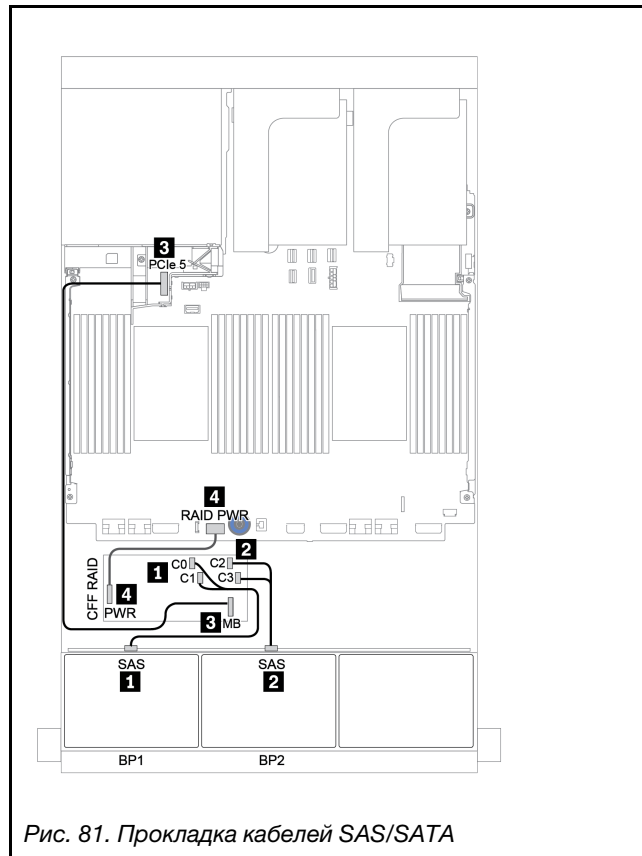 3
PCIe 5
4
RAID PWR
2
1
C0
C2
C1
C3
CFF RAID
4
PWR
3
MB
SAS
SAS
1
2
BP1
BP2
Рис. 81. Прокладка кабелей SAS/SATA